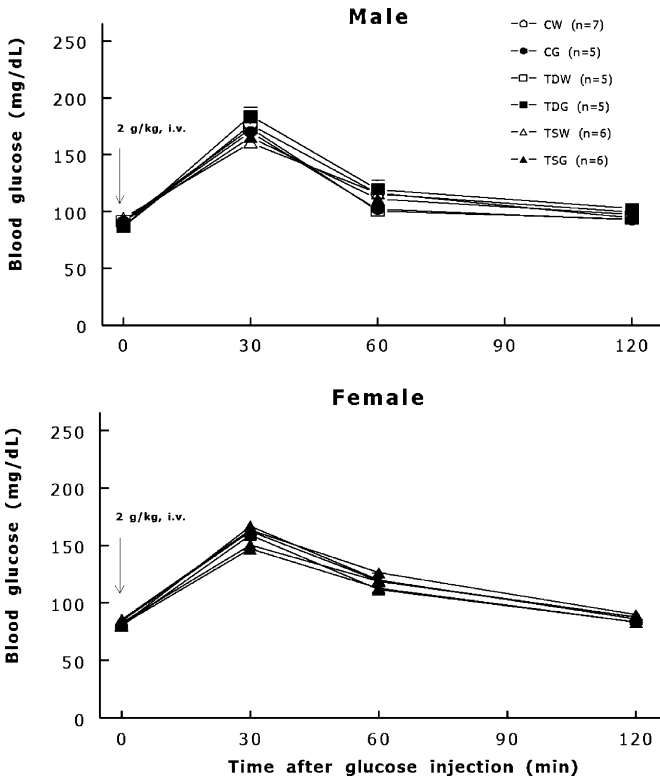 Male
CW (n=7)
CG (n=5)
TDW (n=5)
TDG (n=5)
TSW (n=6)
TSG (n=6)
Blood glucose (mg/dL)
250
200
150
100
50
0
2 g/kg, i.v.
0 30 60 90 120
Female
Blood glucose (mg/dL)
250
200
150
100
50
0
2 g/kg, i.v.
0 30 60 90 120
Time after glucose injection (min)